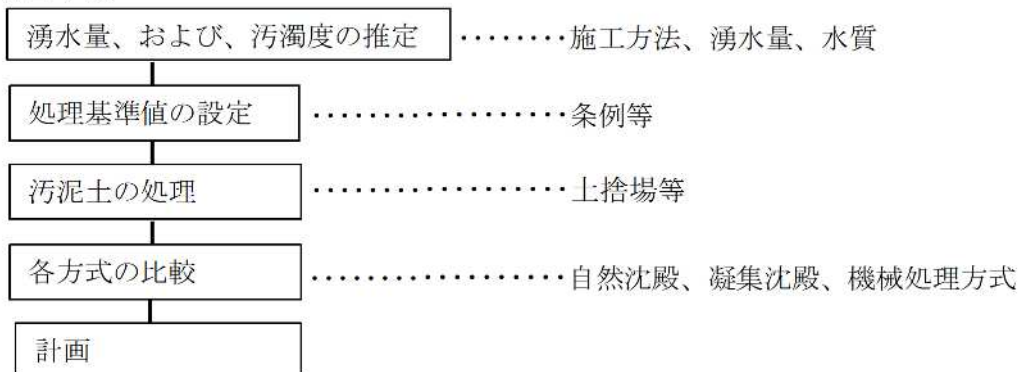 湧水量、および、汚濁度の推定 ········施工方法、湧水量、水質
処理基準値の設定 ··················条例等
汚泥土の処理 ··················土捨場等
各方式の比較 ··················自然沈殿、凝集沈殿、機械処理方式
計画